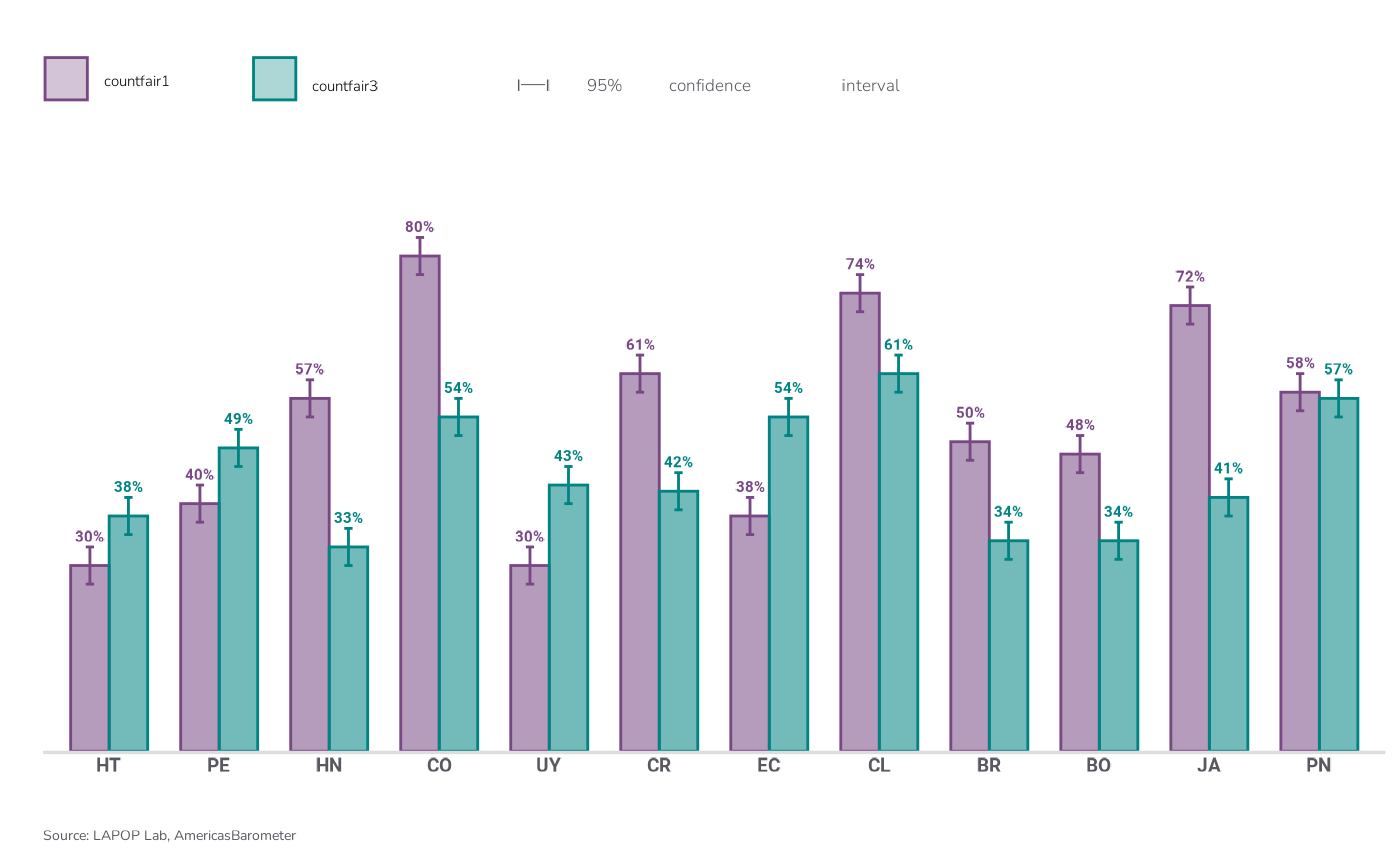 countfair1 countfair3 95% confidence interval
80%
74%
72%
61% 61%
57% 58% 57%
54% 54%
50%
49% 48%
40% 43% 42% 41%
38% 38%
30% 33% 30% 34% 34%
HT PE HN CO UY CR EC CL BR BO JA PN
Source: LAPOP Lab, AmericasBarometer